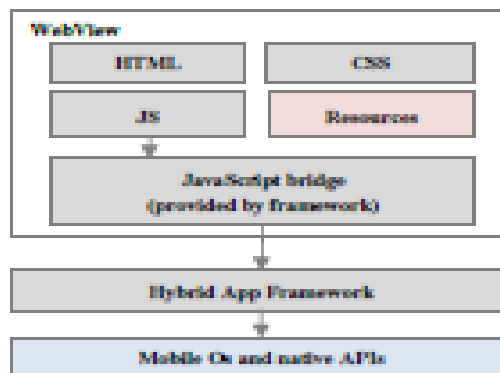 WebView
HTML
CSS
JS
Resources
JavaScript bridge
(provided by framework)
Hybrid App Framework
Mobile Os and native APIs